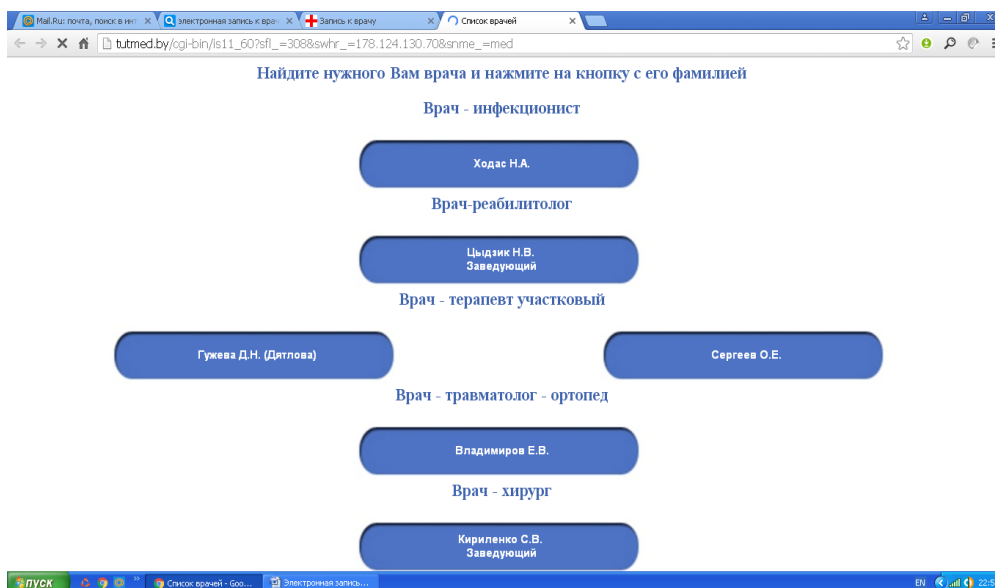 Mail.Ru: почта, поиск в инт
электронная запись к врач
Запись к врачу
Список врачей
tutmed.by/cgi-bin/is11_60?sfl_=308&swhr_=178.124.130.70&snme_=med
Найдите нужного Вам врача и нажмите на кнопку с его фамилией
Врач - инфекционист
Ходас Н.А.
Врач-реабилитолог
Цыдзик Н.В.
Заведующий
Врач - терапевт участковый
Гужева Д.Н. (Дятлова)
Сергеев О.Е.
Врач - травматолог - ортопед
Владимиров Е.В.
Врач - хирург
Кириленко С.В.
Заведующий
пуск
Список врачей - Goo...
Электронная запись...
EN